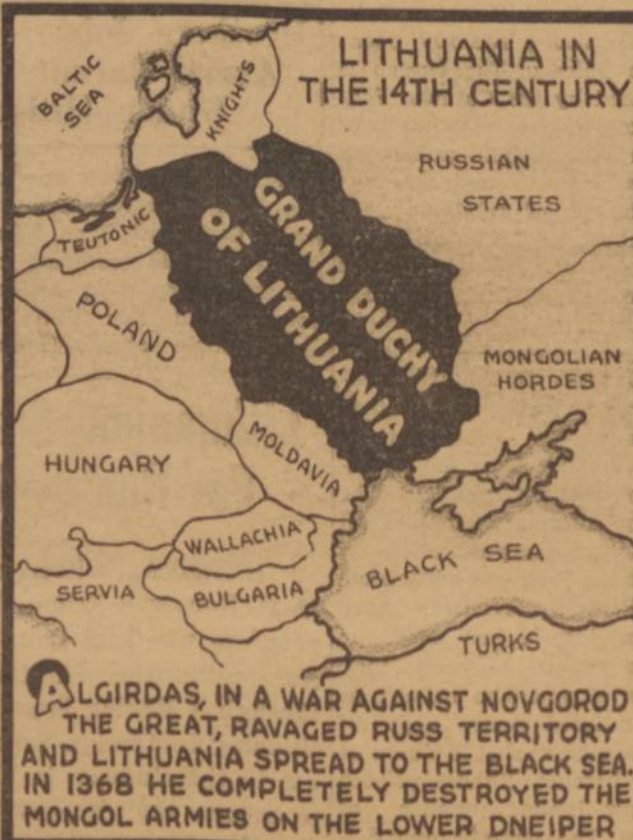 LITHUANIA IN
THE 14TH CENTURY
BALTIC
SEA
KNIGHTS
RUSSIAN
STATES
TEUTONIC
GRAND DUCHY
OF LITHUANIA
POLAND
MONGOLIAN
HORDES
MOLDAVIA
HUNGARY
WALLACHIA
BLACK SEA
SERVIA
BULGARIA
TURKS
ALGIRDAS, IN A WAR AGAINST NOVGOROD
THE GREAT, RAVAGED RUSS TERRITORY
AND LITHUANIA SPREAD TO THE BLACK SEA.
IN 1368 HE COMPLETELY DESTROYED THE
MONGOL ARMIES ON THE LOWER DNEIPER